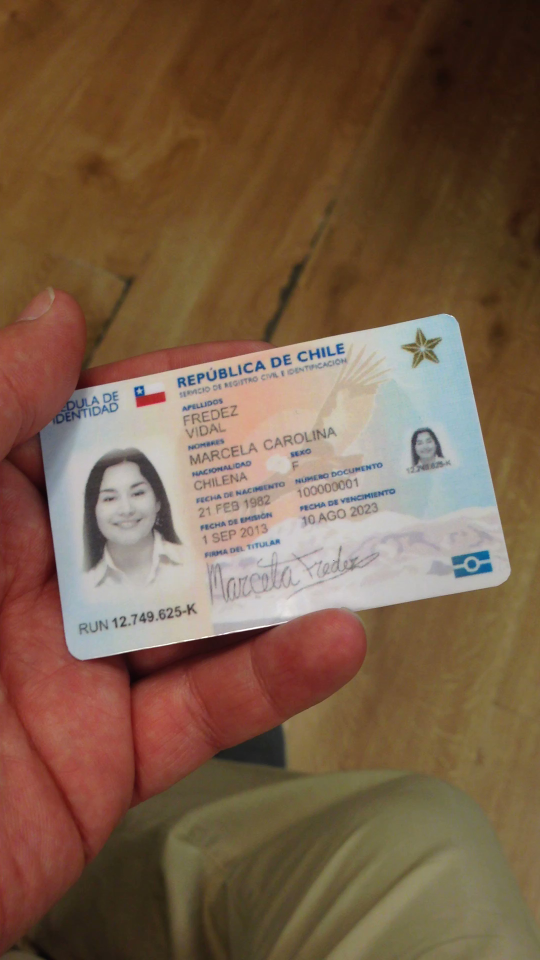 CÉDULA DE
IDENTIDAD
REPÚBLICA DE CHILE
SERVICIO DE REGISTRO CIVIL E IDENTIFICACIÓN
APELLIDOS
FREDEZ
VIDAL
NOMBRES
MARCELA CAROLINA
NACIONALIDAD SEXO
CHILENA F
FECHA DE NACIMIENTO NÚMERO DOCUMENTO
21 FEB 1982 100000001
FECHA DE EMISIÓN FECHA DE VENCIMIENTO
1 SEP 2013 10 AGO 2023
FIRMA DEL TITULAR
Marcela Fredez
RUN 12.749.625-K
12.749.625-K